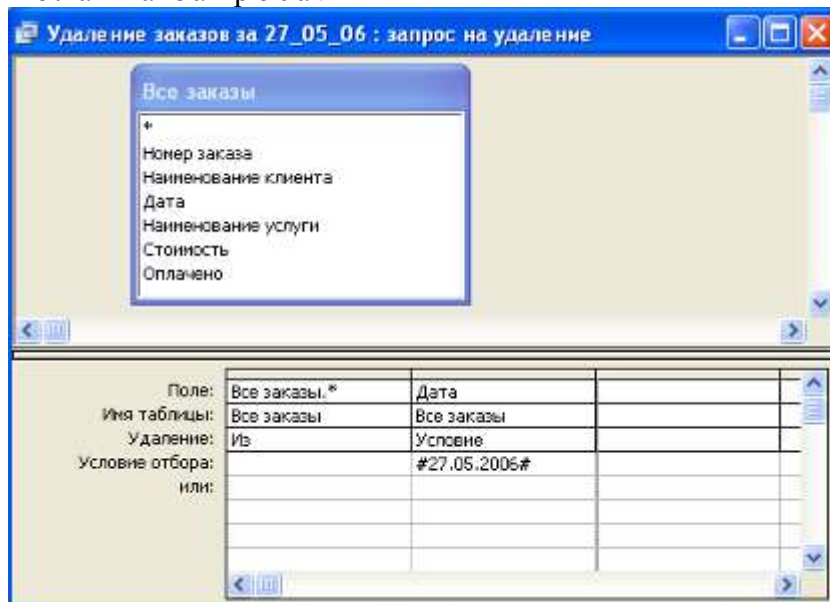 Удаление заказов за 27_05_06 : запрос на удаление
Все заказы
*
Номер заказа
Наименование клиента
Дата
Наименование услуги
Стоимость
Оплачено
Поле: Все заказы.* Дата
Имя таблицы: Все заказы Все заказы
Удаление: Из Условие
Условие отбора: #27.05.2006#
или: